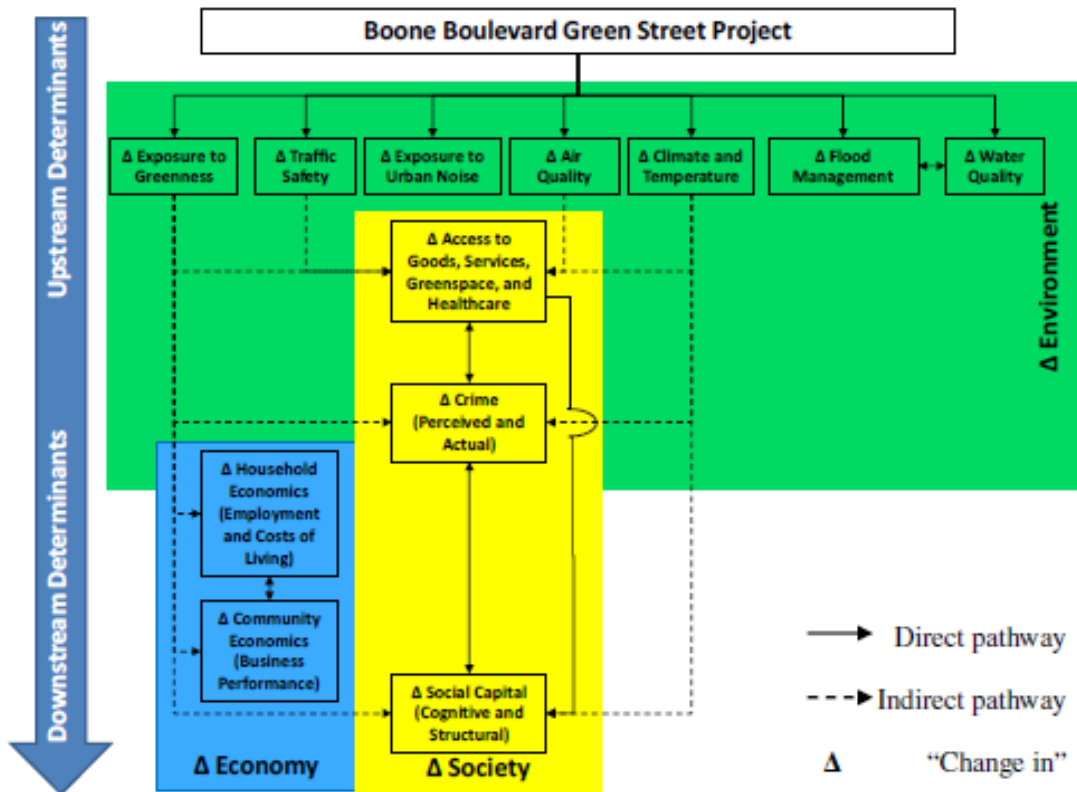 Boone Boulevard Green Street Project
Upstream Determinants
Δ Exposure to
Greenness
Δ Traffic
Safety
Δ Exposure to
Urban Noise
Δ Air
Quality
Δ Climate and
Temperature
Δ Flood
Management
Δ Water
Quality
Δ Environment
Δ Access to
Goods, Services,
Greenspace, and
Healthcare
Δ Crime
(Perceived and
Actual)
Downstream Determinants
Δ Household
Economics
(Employment
and Costs of
Living)
Δ Community
Economics
(Business
Performance)
Δ Social Capital
(Cognitive and
Structural)
Δ Economy
Δ Society
Direct pathway
Indirect pathway
Δ “Change in”